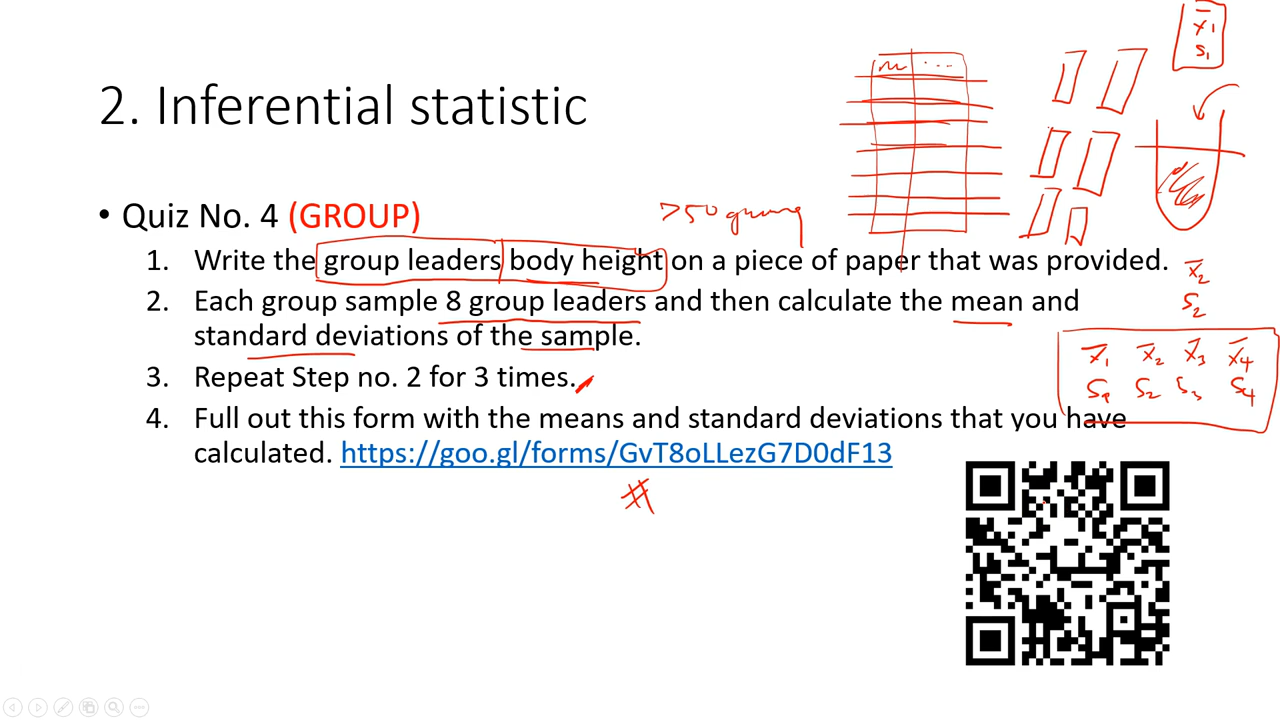 2. Inferential statistic
• Quiz No. 4 (GROUP)
1. Write the group leaders body height on a piece of paper that was provided.
2. Each group sample 8 group leaders and then calculate the mean and
standard deviations of the sample.
3. Repeat Step no. 2 for 3 times.
4. Full out this form with the means and standard deviations that you have
calculated. https://goo.gl/forms/GvT8oLLezG7D0dF13
>50 group
x̄1
S1
x̄2
S2
x̄1 x̄2 x̄3 x̄4
S1 S2 S3 S4
#